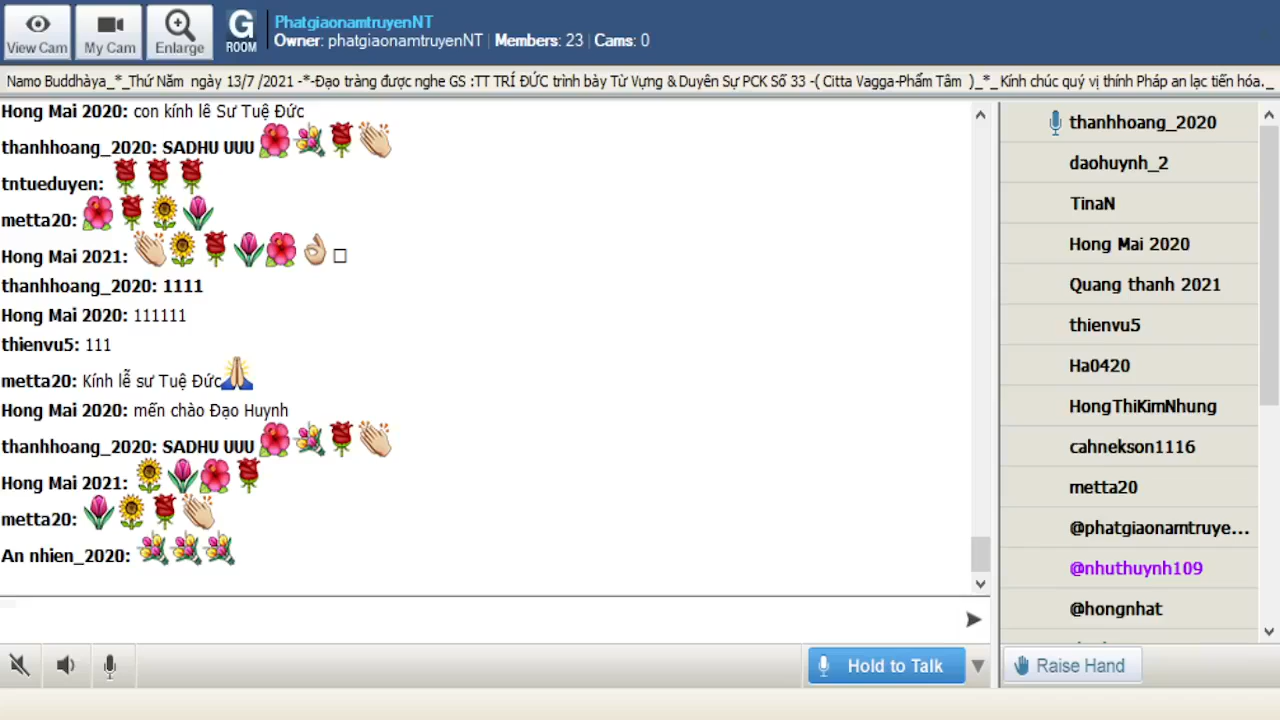 View Cam
My Cam
Enlarge
G
ROOM
PhatgiaonamtruyenNT
Owner: phatgiaonamtruyenNT | Members: 23 | Cams: 0
Namo Buddhàya_*_Thứ Năm ngày 13/7 /2021 -*-Đạo tràng được nghe GS :TT TRÍ ĐỨC trình bày Từ Vựng & Duyên Sự PCK Số 33 -( Citta Vagga-Phẩm Tâm )_*_Kính chúc quý vị thính Pháp an lạc tiến hóa._
Hong Mai 2020: con kính lê Sư Tuệ Đức
thanhhoang_2020: SADHU UUU 🌺💐🌹👏
tntueduyen: 🌹🌹🌹
metta20: 🌺🌹🌻🌷
Hong Mai 2021: 👏🌻🌹🌷🌺👌□
thanhhoang_2020: 1111
Hong Mai 2020: 111111
thienvu5: 111
metta20: Kính lễ sư Tuệ Đức🙏
Hong Mai 2020: mến chào Đạo Huynh
thanhhoang_2020: SADHU UUU 🌺💐🌹👏
Hong Mai 2021: 🌻🌷🌺🌹
metta20: 🌷🌻🌹👏
An nhien_2020: 💐💐💐
thanhhoang_2020
daohuynh_2
TinaN
Hong Mai 2020
Quang thanh 2021
thienvu5
Ha0420
HongThiKimNhung
cahnekson1116
metta20
@phatgiaonamtruye...
@nhuthuynh109
@hongnhat
Hold to Talk
Raise Hand